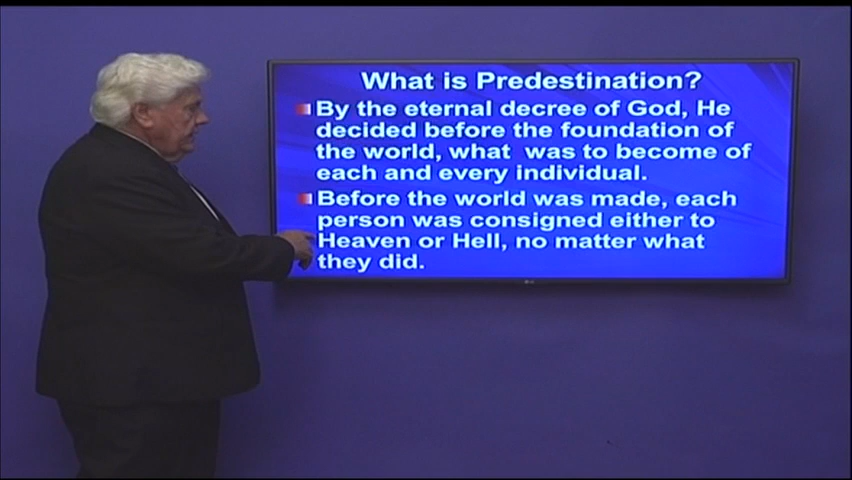 What is Predestination?
By the eternal decree of God, He
decided before the foundation of
the world, what was to become of
each and every individual.
Before the world was made, each
person was consigned either to
Heaven or Hell, no matter what
they did.
LG